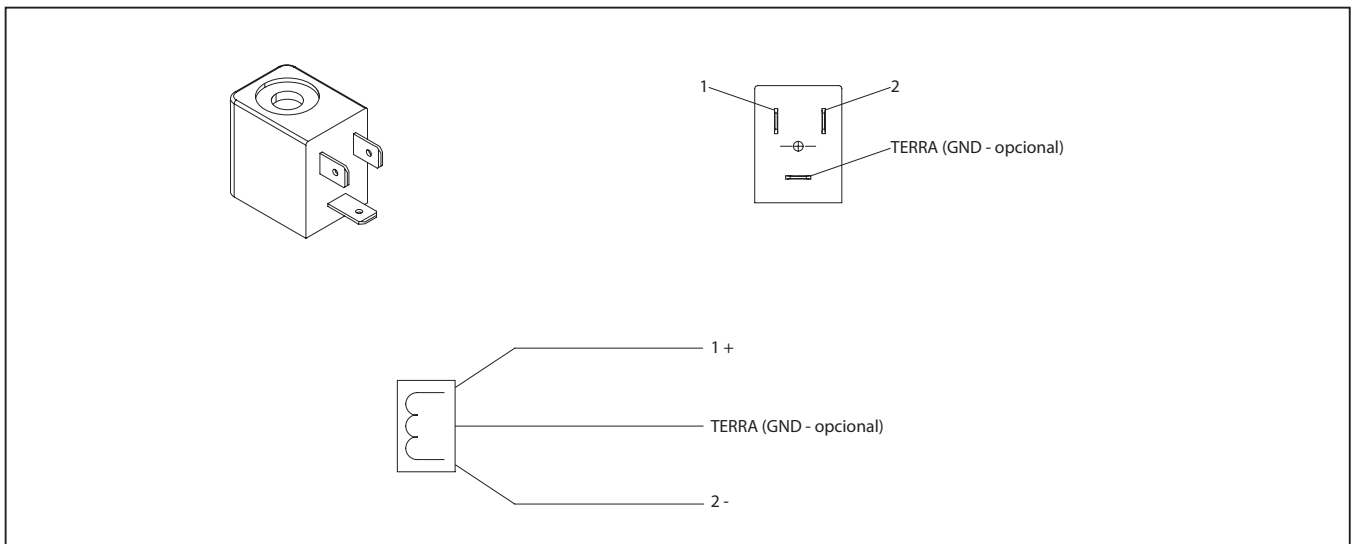 1
2
TERRA (GND - opcional)
1 +
TERRA (GND - opcional)
2 -